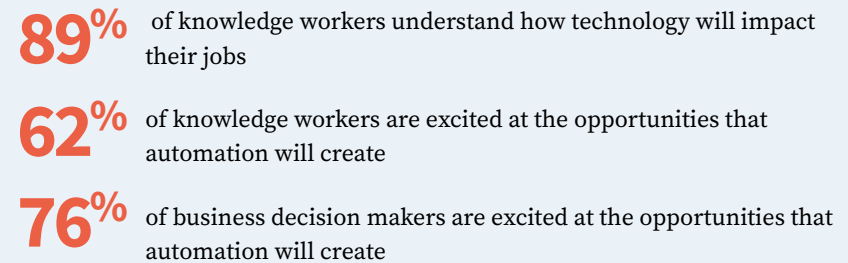 89% of knowledge workers understand how technology will impact
their jobs
62% of knowledge workers are excited at the opportunities that
automation will create
76% of business decision makers are excited at the opportunities that
automation will create